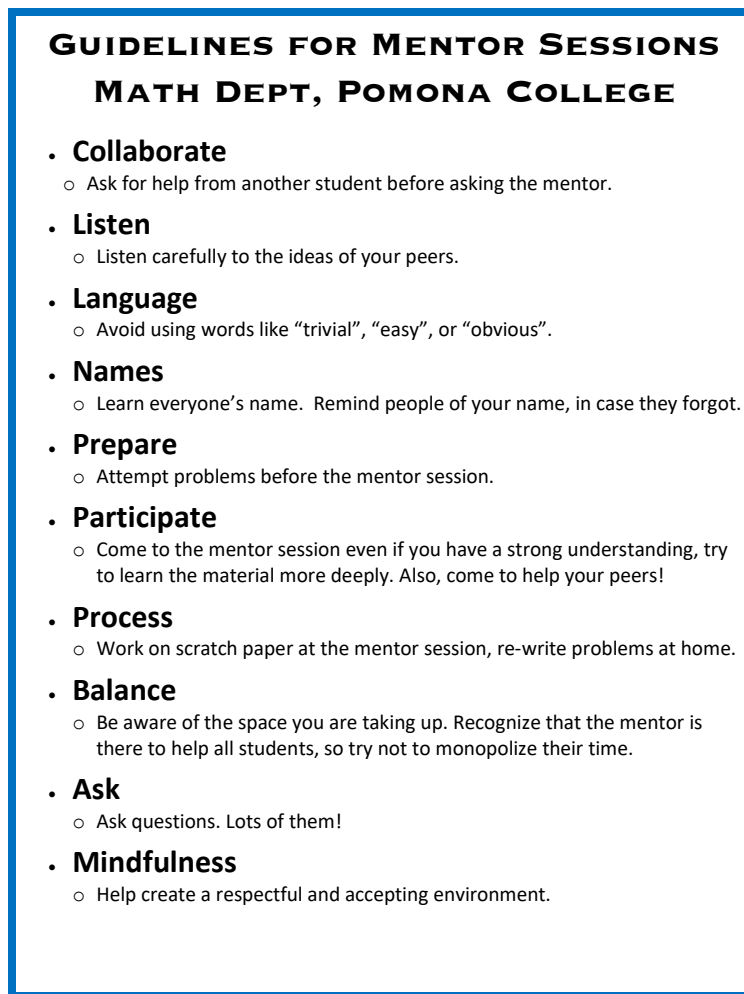 Guidelines for Mentor Sessions
Math Dept, Pomona College
• Collaborate
o Ask for help from another student before asking the mentor.
• Listen
o Listen carefully to the ideas of your peers.
• Language
o Avoid using words like “trivial”, “easy”, or “obvious”.
• Names
o Learn everyone’s name.  Remind people of your name, in case they forgot.
• Prepare
o Attempt problems before the mentor session.
• Participate
o Come to the mentor session even if you have a strong understanding, try
to learn the material more deeply. Also, come to help your peers!
• Process
o Work on scratch paper at the mentor session, re-write problems at home.
• Balance
o Be aware of the space you are taking up. Recognize that the mentor is
there to help all students, so try not to monopolize their time.
• Ask
o Ask questions. Lots of them!
• Mindfulness
o Help create a respectful and accepting environment.